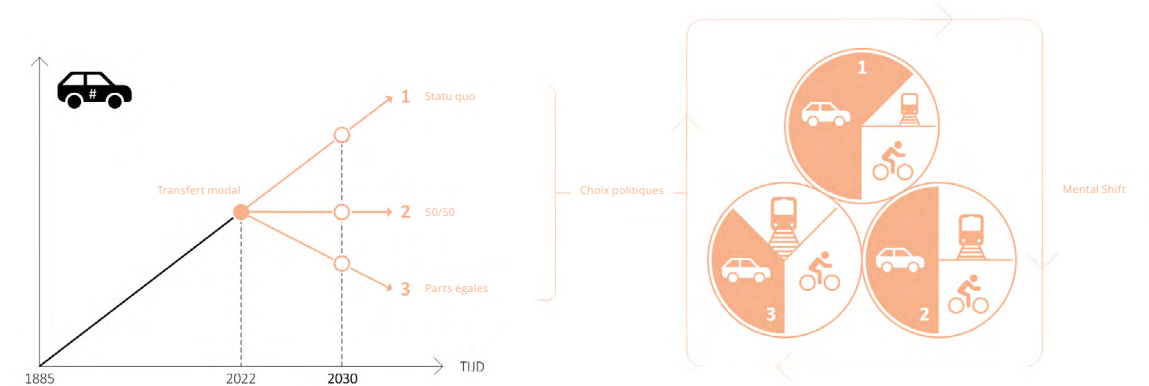 #
1 Statu quo
Transfert modal
2 50/50
3 Parts égales
TIJD
1885
2022
2030
Choix politiques
1
3
2
Mental Shift